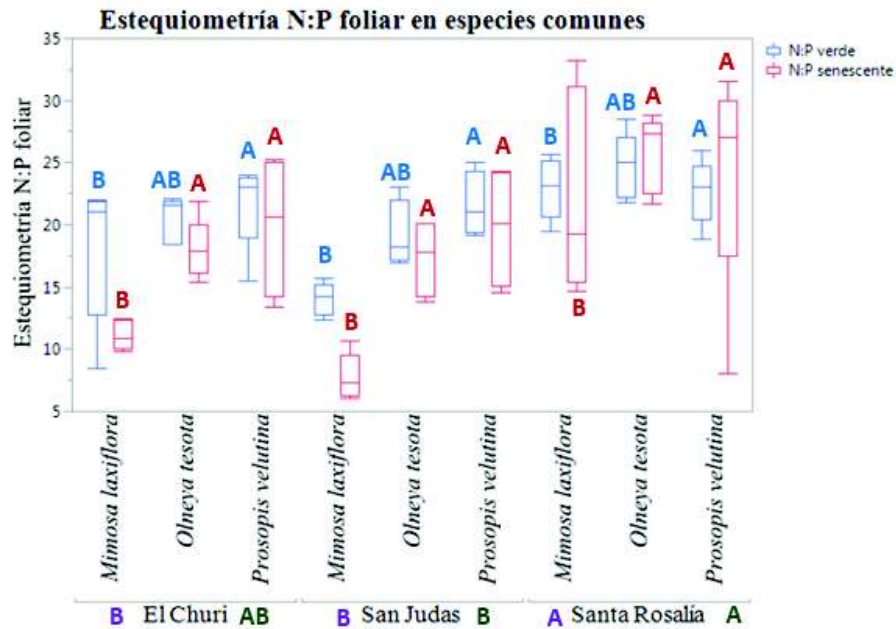 Estequiometría N:P foliar en especies comunes
N:P verde
N:P senescente
Estequiometría N:P foliar
35
30
25
20
15
10
5
B
B
AB
A
A
A
B
B
AB
A
A
A
B
B
AB
A
A
A
Mimosa laxiflora
Olneya tesota
Prosopis velutina
Mimosa laxiflora
Olneya tesota
Prosopis velutina
Mimosa laxiflora
Olneya tesota
Prosopis velutina
B El Churi AB B San Judas B A Santa Rosalía A